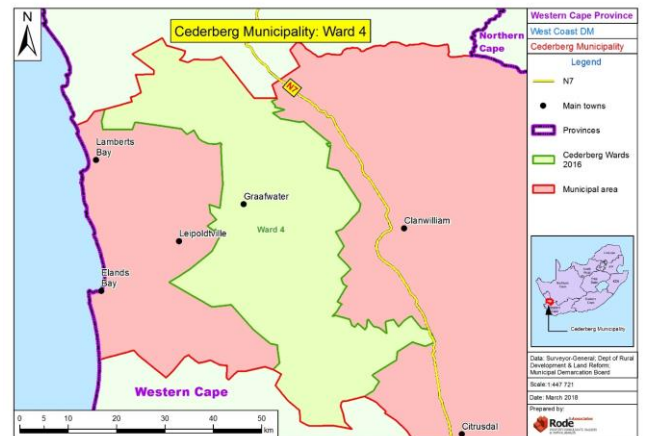 N
Cederberg Municipality: Ward 4
Northern
Cape
N7
Lamberts
Bay
Graafwater
Clanwilliam
Leipoldtville
Ward 4
Elands
Bay
Western Cape
Citrusdal
0 5 10 20 30 40 50
km
Western Cape Province
West Coast DM
Cederberg Municipality
Legend
N7
Main towns
Provinces
Cederberg Wards
2016
Municipal area
Cederberg Municipality
Data: Surveyor-General; Dept of Rural
Development & Land Reform;
Municipal Demarcation Board
Scale:1:447 721
Date: March 2018
Prepared by:
Rode